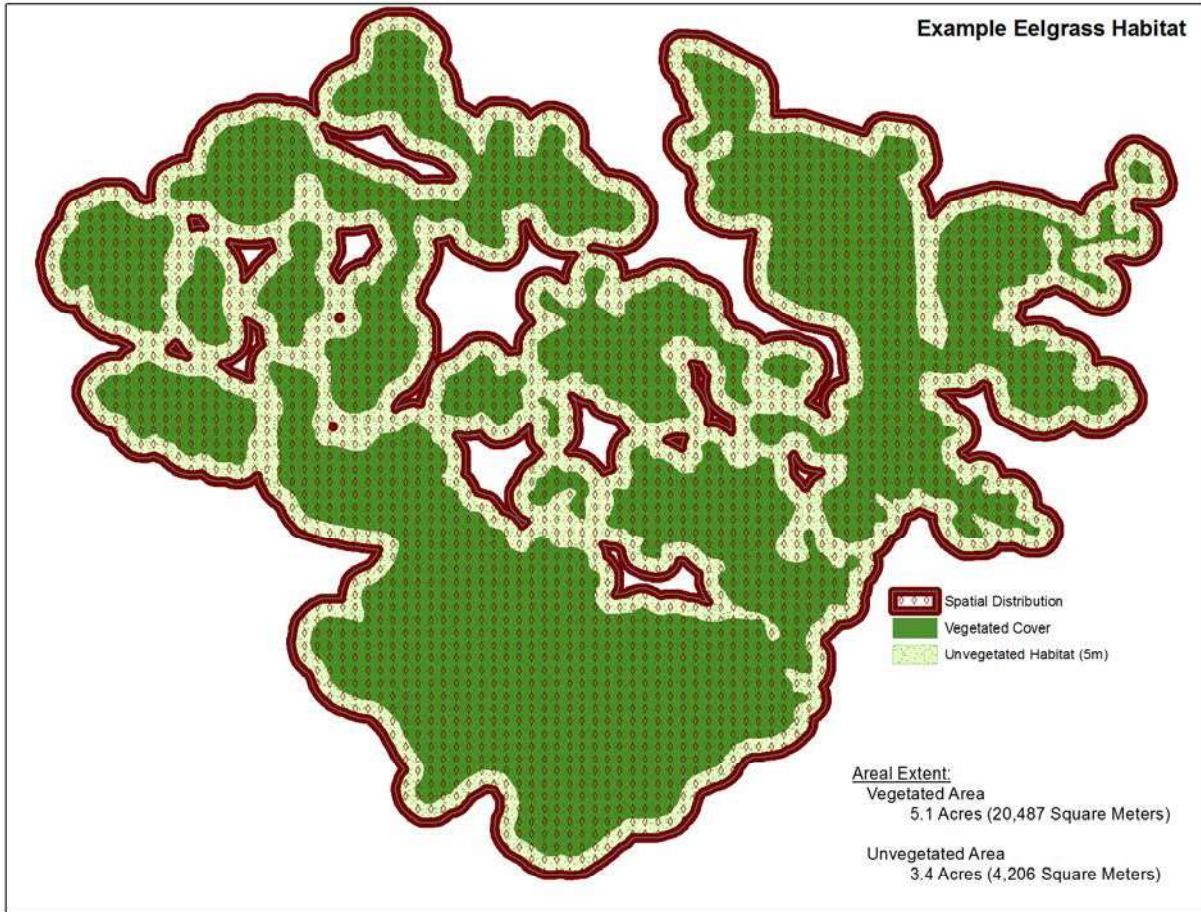 Example Eelgrass Habitat
Spatial Distribution
Vegetated Cover
Unvegetated Habitat (5m)
Areal Extent:
Vegetated Area
5.1 Acres (20,487 Square Meters)
Unvegetated Area
3.4 Acres (4,206 Square Meters)